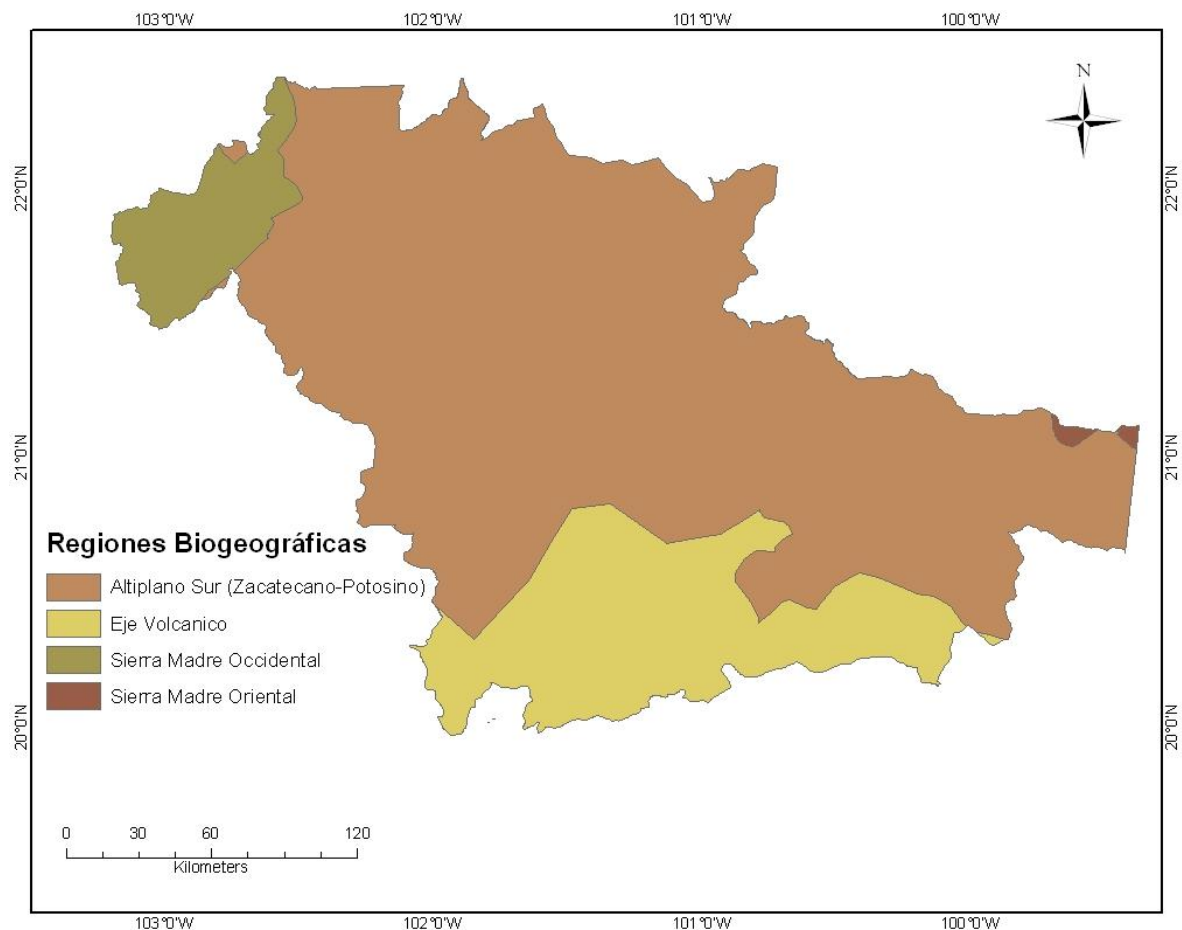 103°0'W 102°0'W 101°0'W 100°0'W
N
22°0'N 22°0'N
21°0'N 21°0'N
Regiones Biogeográficas
Altiplano Sur (Zacatecano-Potosino)
Eje Volcanico
Sierra Madre Occidental
Sierra Madre Oriental
20°0'N 20°0'N
0 30 60 120
Kilometers
103°0'W 102°0'W 101°0'W 100°0'W